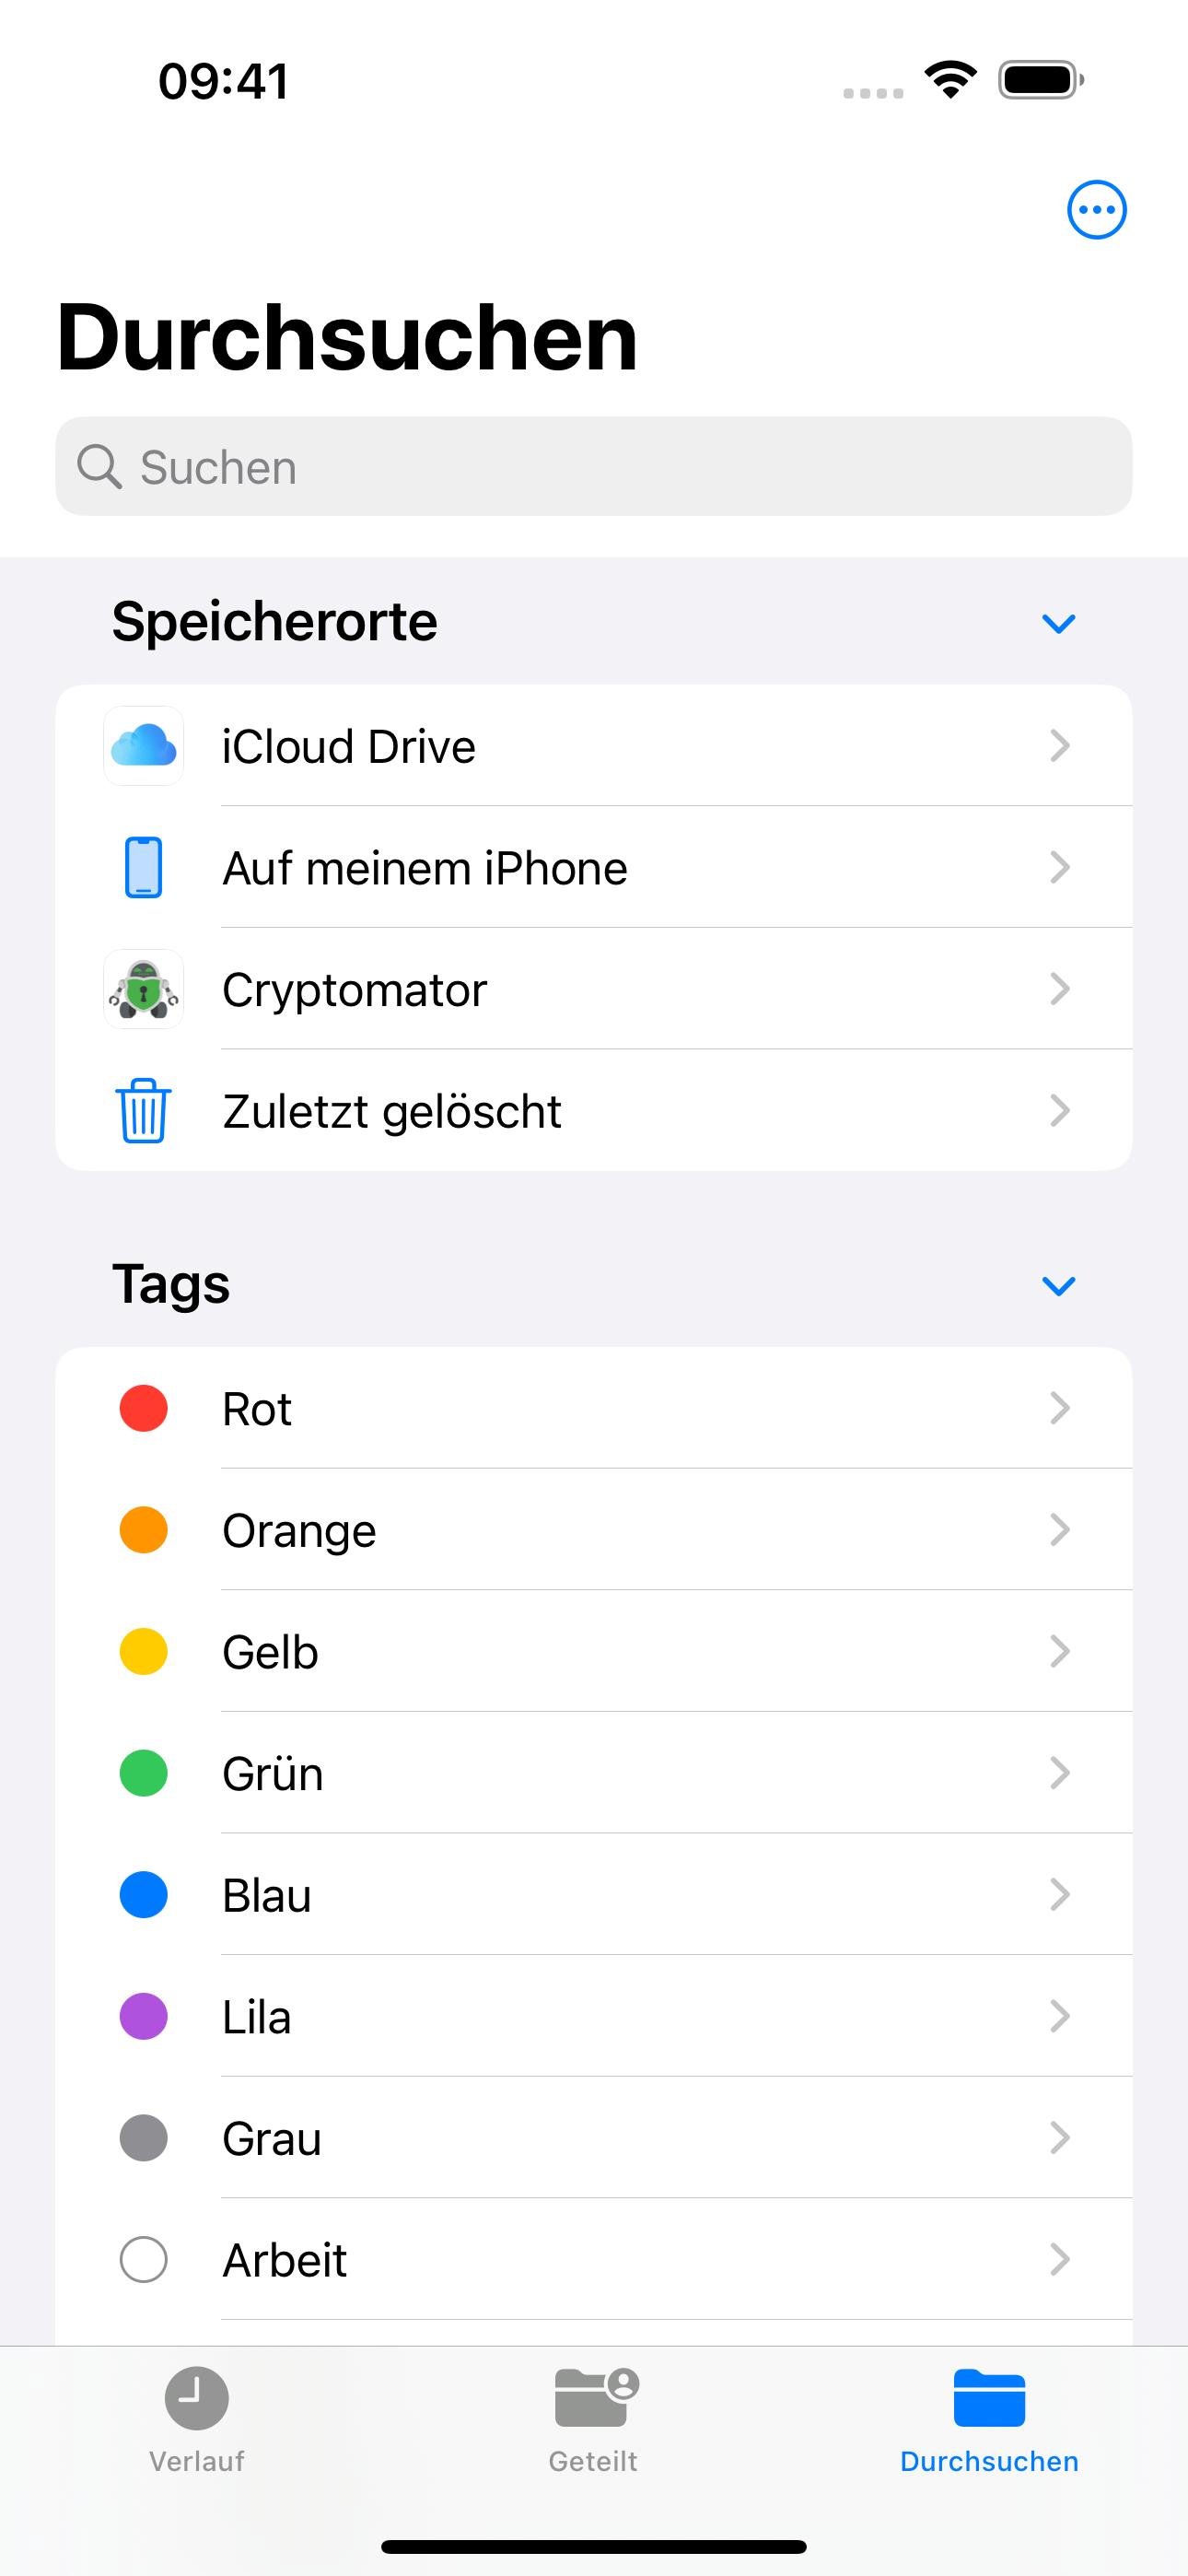 09:41
Durchsuchen
Suchen
Speicherorte
iCloud Drive
Auf meinem iPhone
Cryptomator
Zuletzt gelöscht
Tags
Rot
Orange
Gelb
Grün
Blau
Lila
Grau
Arbeit
Verlauf
Geteilt
Durchsuchen